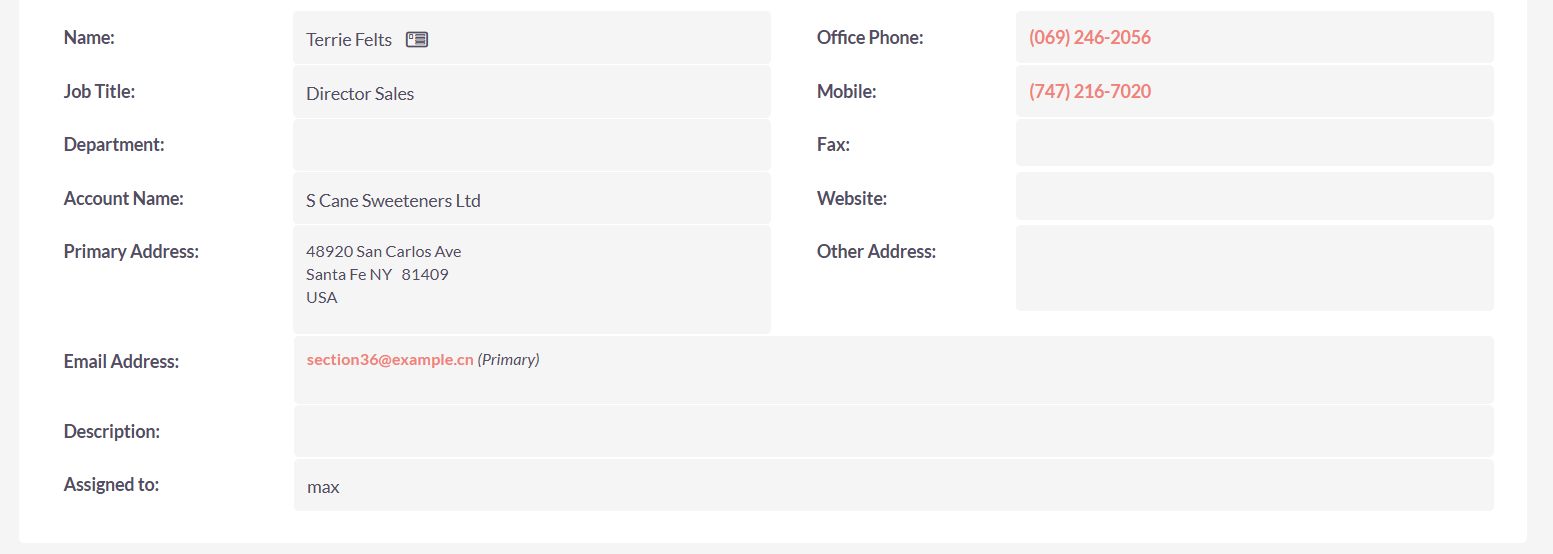 Name: Terrie Felts Office Phone: (069) 246-2056
Job Title: Director Sales Mobile: (747) 216-7020
Department: Fax:
Account Name: S Cane Sweeteners Ltd Website:
Primary Address: 48920 San Carlos Ave Other Address:
Santa Fe NY 81409
USA
Email Address: section36@example.cn (Primary)
Description:
Assigned to: max